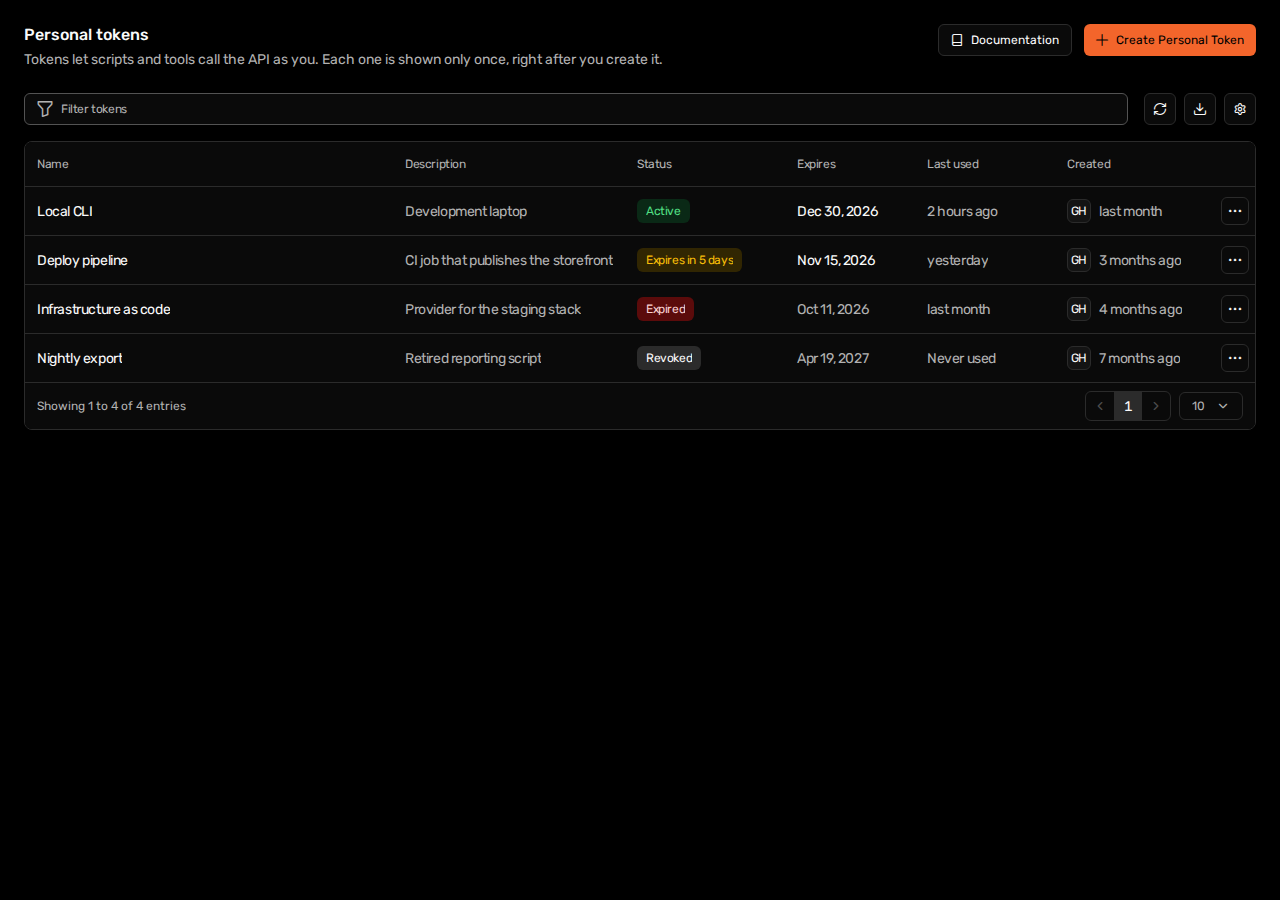 Personal tokens
Tokens let scripts and tools call the API as you. Each one is shown only once, right after you create it.
Documentation
Create Personal Token
Filter tokens
Name Description Status Expires Last used Created
Local CLI Development laptop Active Dec 30, 2026 2 hours ago GH last month
Deploy pipeline CI job that publishes the storefront Expires in 5 days Nov 15, 2026 yesterday GH 3 months ago
Infrastructure as code Provider for the staging stack Expired Oct 11, 2026 last month GH 4 months ago
Nightly export Retired reporting script Revoked Apr 19, 2027 Never used GH 7 months ago
Showing 1 to 4 of 4 entries 1 10